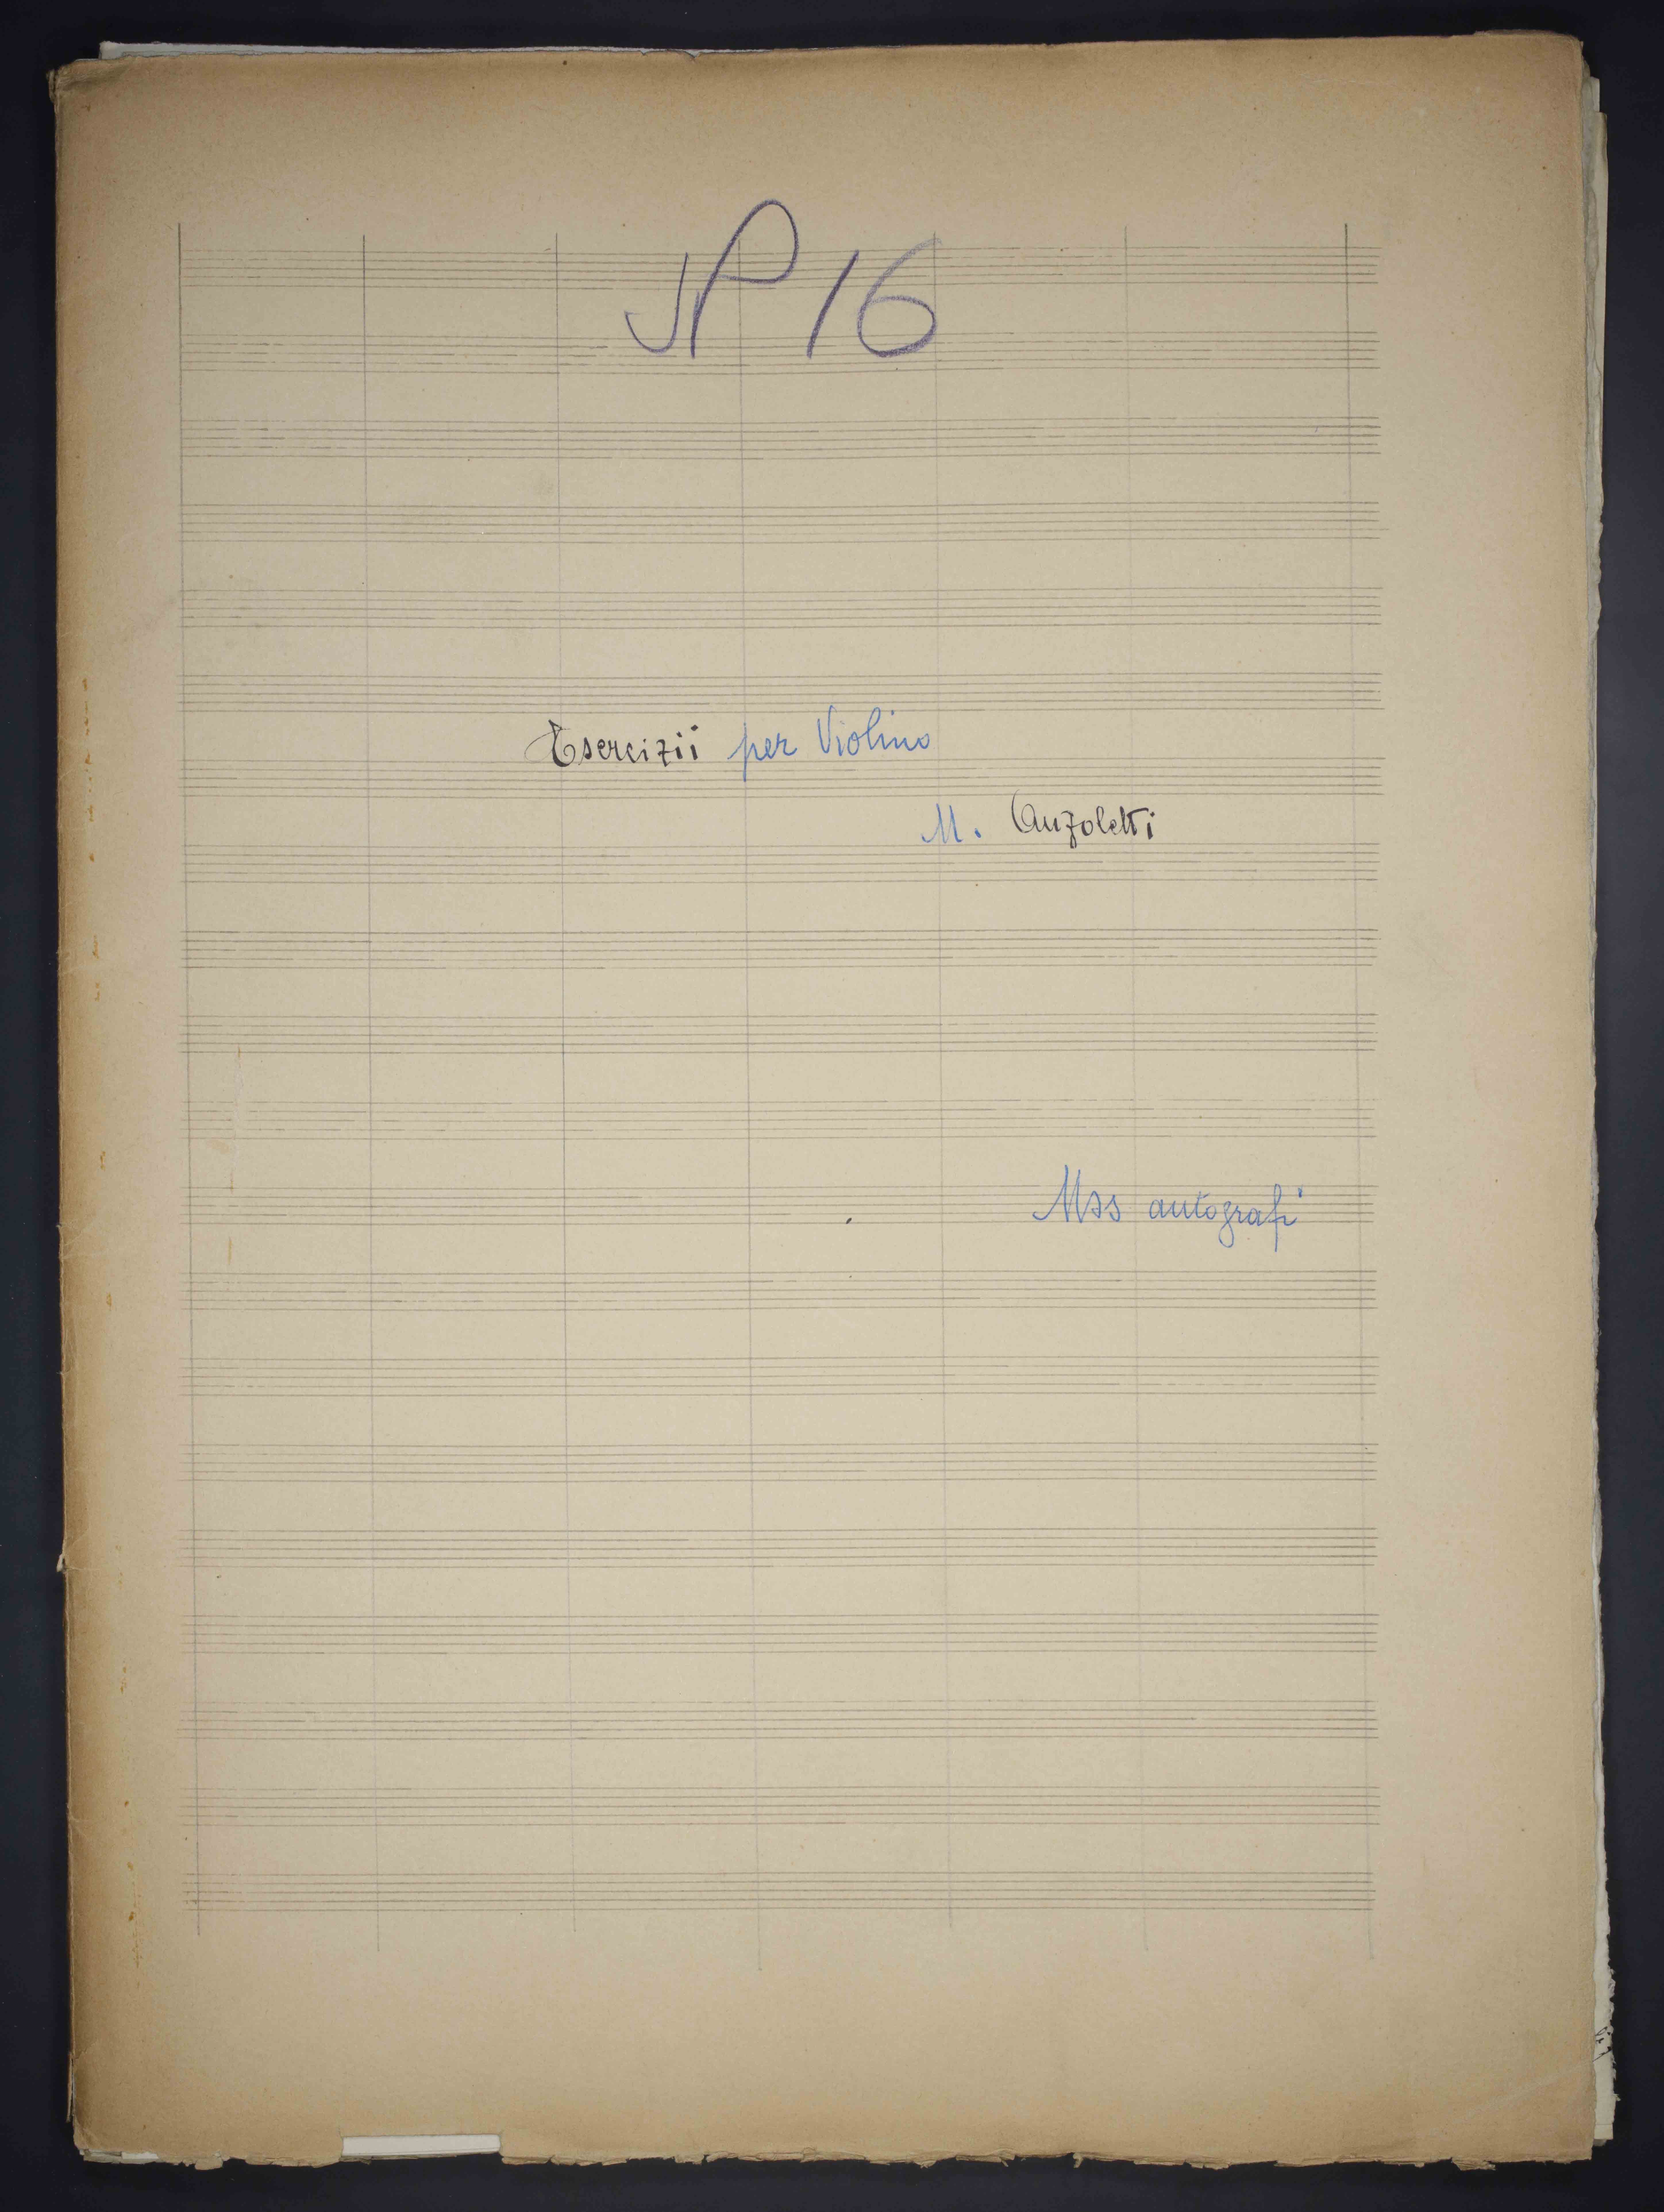 N° 16
Esercizii per Violino
M. Anzoletti
Mss autografi